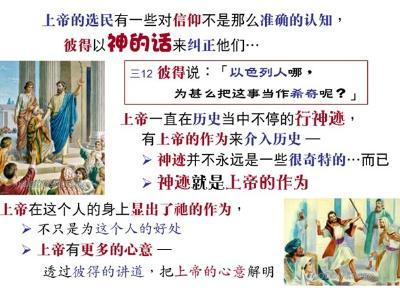 上帝的选民有一些对信仰不是那么准确的认知，
彼得以神的话来纠正他们…
三12 彼得说：「以色列人哪，
为甚么把这事当作希奇呢？」
上帝一直在历史当中不停的行神迹，
有上帝的作为来介入历史 —
➢ 神迹并不永远是一些很奇特的…而已
➢ 神迹就是上帝的作为
上帝在这个人的身上显出了祂的作为，
➢ 不只是为这个人的好处
➢ 上帝有更多的心意 —
透过彼得的讲道，把上帝的心意解明